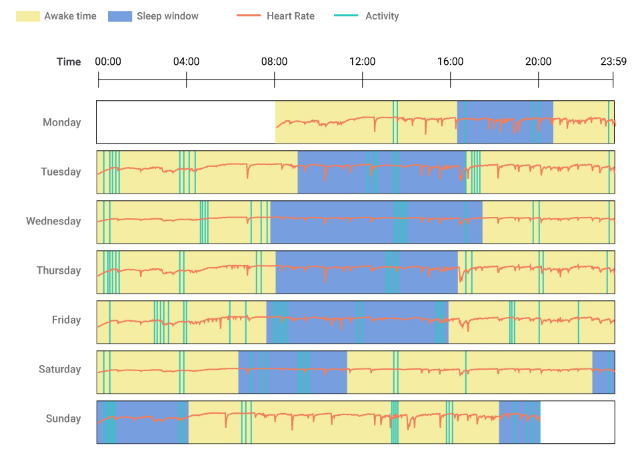 Awake time Sleep window Heart Rate Activity
Time 00:00 04:00 08:00 12:00 16:00 20:00 23:59
Monday
Tuesday
Wednesday
Thursday
Friday
Saturday
Sunday